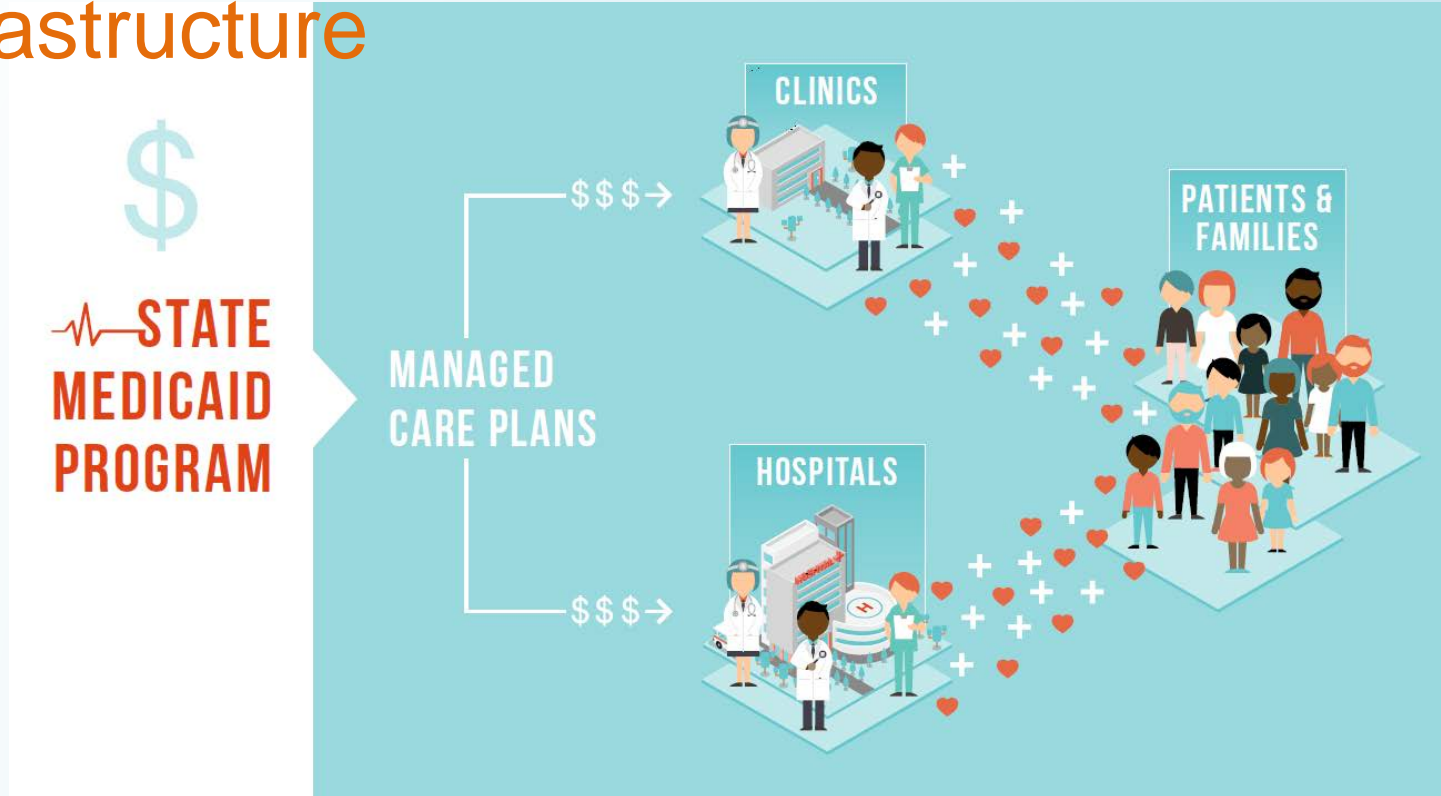 astructure
$
STATE
MEDICAID
PROGRAM
MANAGED
CARE PLANS
$$$→
CLINICS
$$$→
HOSPITALS
H
PATIENTS &
FAMILIES